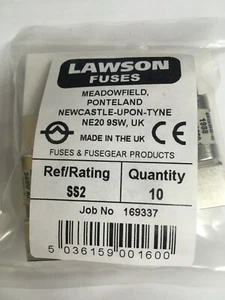 LAWSON
FUSES
MEADOWFIELD,
PONTELAND
NEWCASTLE-UPON-TYNE
NE20 9SW, UK
MADE IN THE UK CE
FUSES & FUSEGEAR PRODUCTS
Ref/Rating Quantity
SS2 10
Job No 169337
5 036159 001600